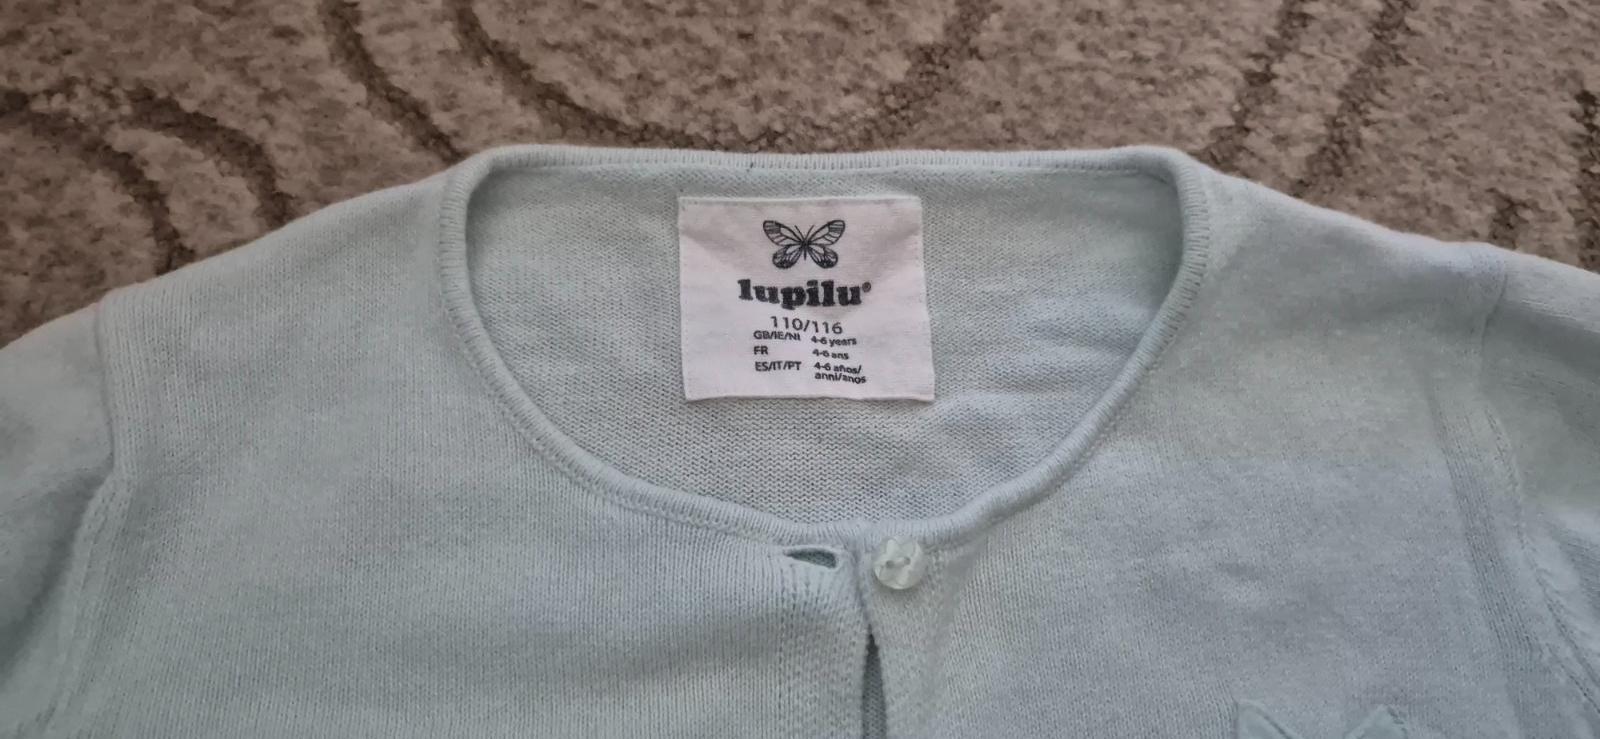 lupilu®
110/116
GB/IE/NI 4-6 years
FR 4-6 ans
ES/IT/PT 4-6 años/
anni/anos